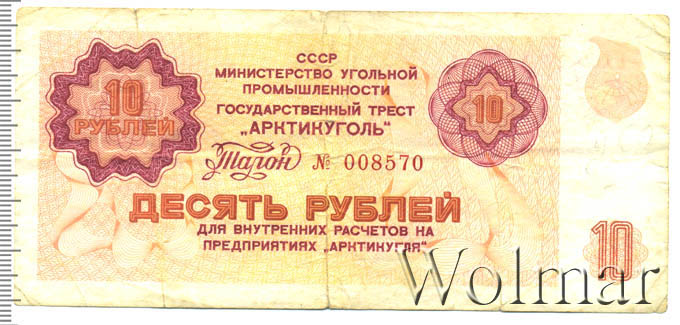 СССР
МИНИСТЕРСТВО УГОЛЬНОЙ
ПРОМЫШЛЕННОСТИ
ГОСУДАРСТВЕННЫЙ ТРЕСТ
„АРКТИКУГОЛЬ"
10
РУБЛЕЙ
10
Талон № 008570
ДЕСЯТЬ РУБЛЕЙ
ДЛЯ ВНУТРЕННИХ РАСЧЕТОВ НА
ПРЕДПРИЯТИЯХ „АРКТИКУГЛЯ"
10
Wolmar